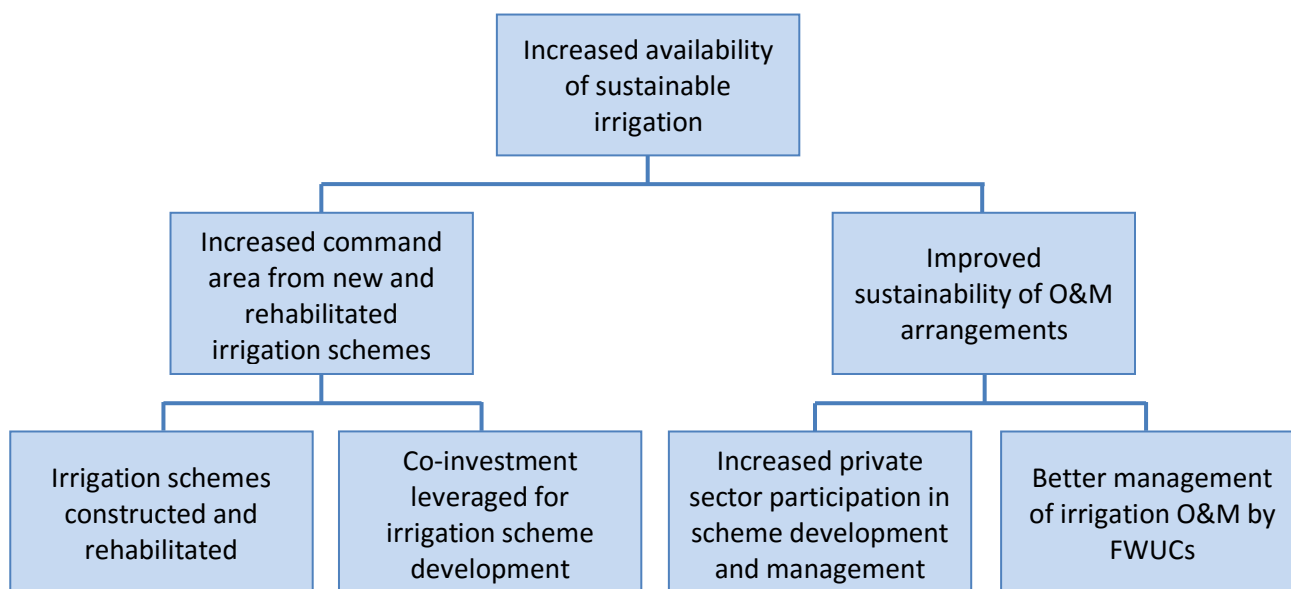 Increased availability
of sustainable
irrigation
Increased command
area from new and
rehabilitated
irrigation schemes
Improved
sustainability of O&M
arrangements
Irrigation schemes
constructed and
rehabilitated
Co-investment
leveraged for
irrigation scheme
development
Increased private
sector participation in
scheme development
and management
Better management
of irrigation O&M by
FWUCs